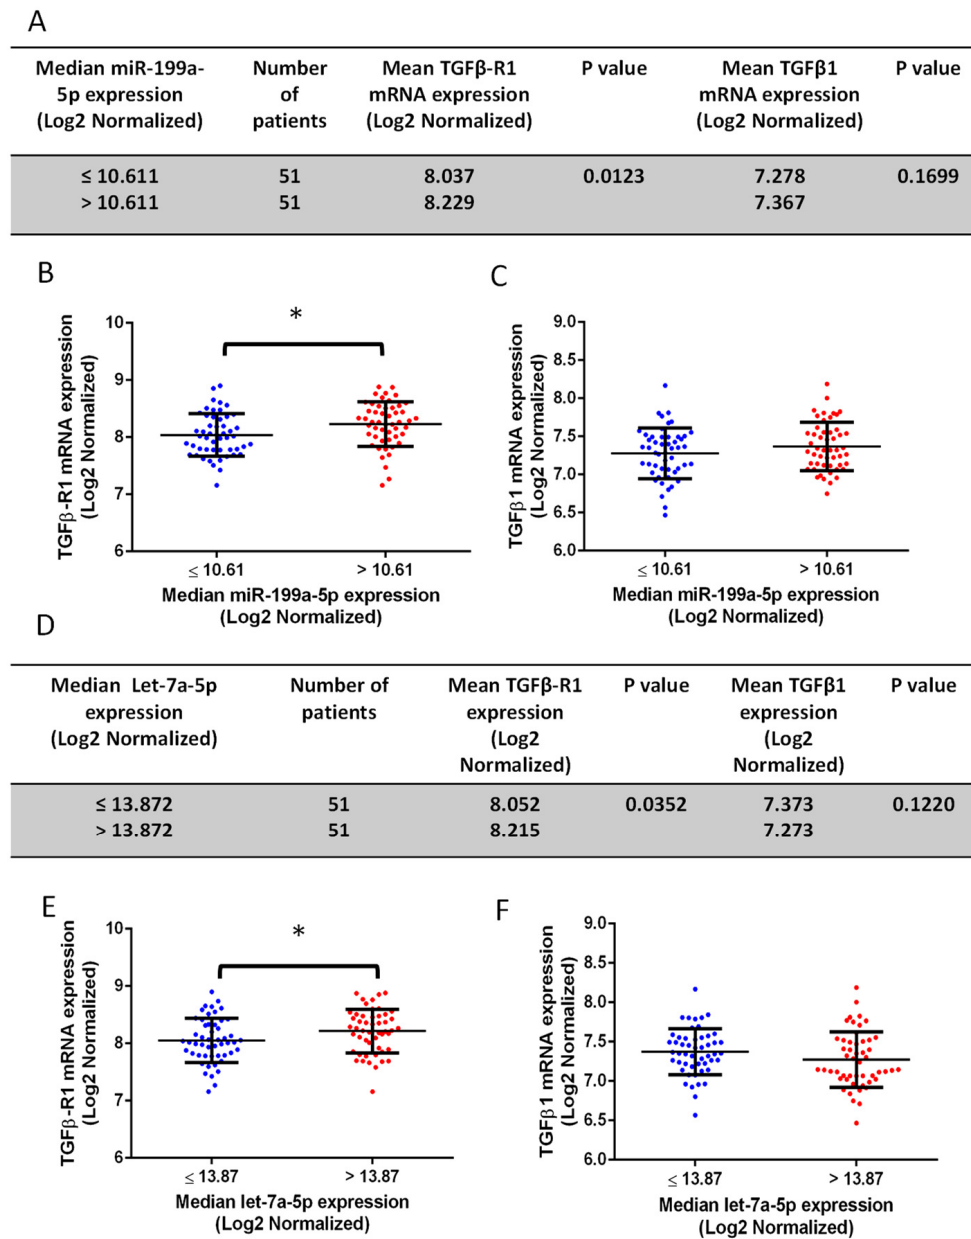 A
Median miR-199a-5p expression (Log2 Normalized) Number of patients Mean TGFβ-R1 mRNA expression (Log2 Normalized) P value Mean TGFβ1 mRNA expression (Log2 Normalized) P value
≤ 10.611 51 8.037 0.0123 7.278 0.1699
> 10.611 51 8.229 7.367
B
TGFβ-R1 mRNA expression
(Log2 Normalized)
10
9
8
7
6
*
≤ 10.61 > 10.61
Median miR-199a-5p expression
(Log2 Normalized)
C
TGFβ1 mRNA expression
(Log2 Normalized)
9.0
8.5
8.0
7.5
7.0
6.5
6.0
≤ 10.61 > 10.61
Median miR-199a-5p expression
(Log2 Normalized)
D
Median Let-7a-5p expression (Log2 Normalized) Number of patients Mean TGFβ-R1 expression (Log2 Normalized) P value Mean TGFβ1 expression (Log2 Normalized) P value
≤ 13.872 51 8.052 0.0352 7.373 0.1220
> 13.872 51 8.215 7.273
E
TGFβ-R1 mRNA expression
(Log2 Normalized)
10
9
8
7
6
*
≤ 13.87 > 13.87
Median let-7a-5p expression
(Log2 Normalized)
F
TGFβ1 mRNA expression
(Log2 Normalized)
9.0
8.5
8.0
7.5
7.0
6.5
6.0
≤ 13.87 > 13.87
Median let-7a-5p expression
(Log2 Normalized)